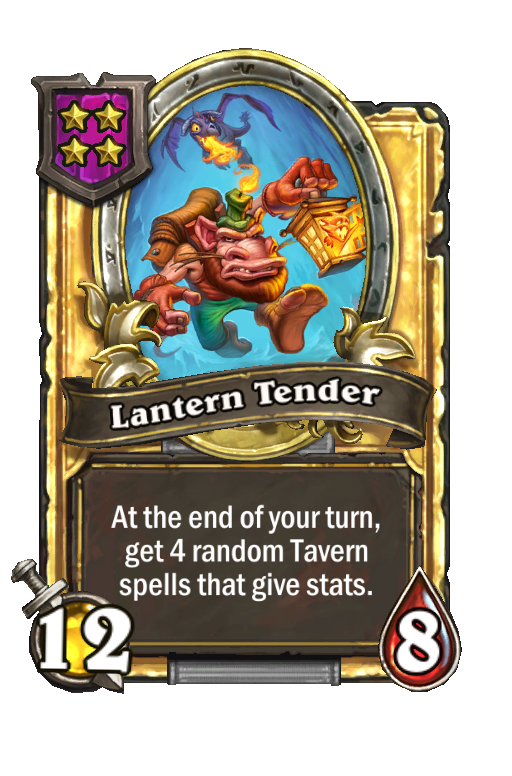 Lantern Tender
At the end of your turn,
get 4 random Tavern
spells that give stats.
12
8